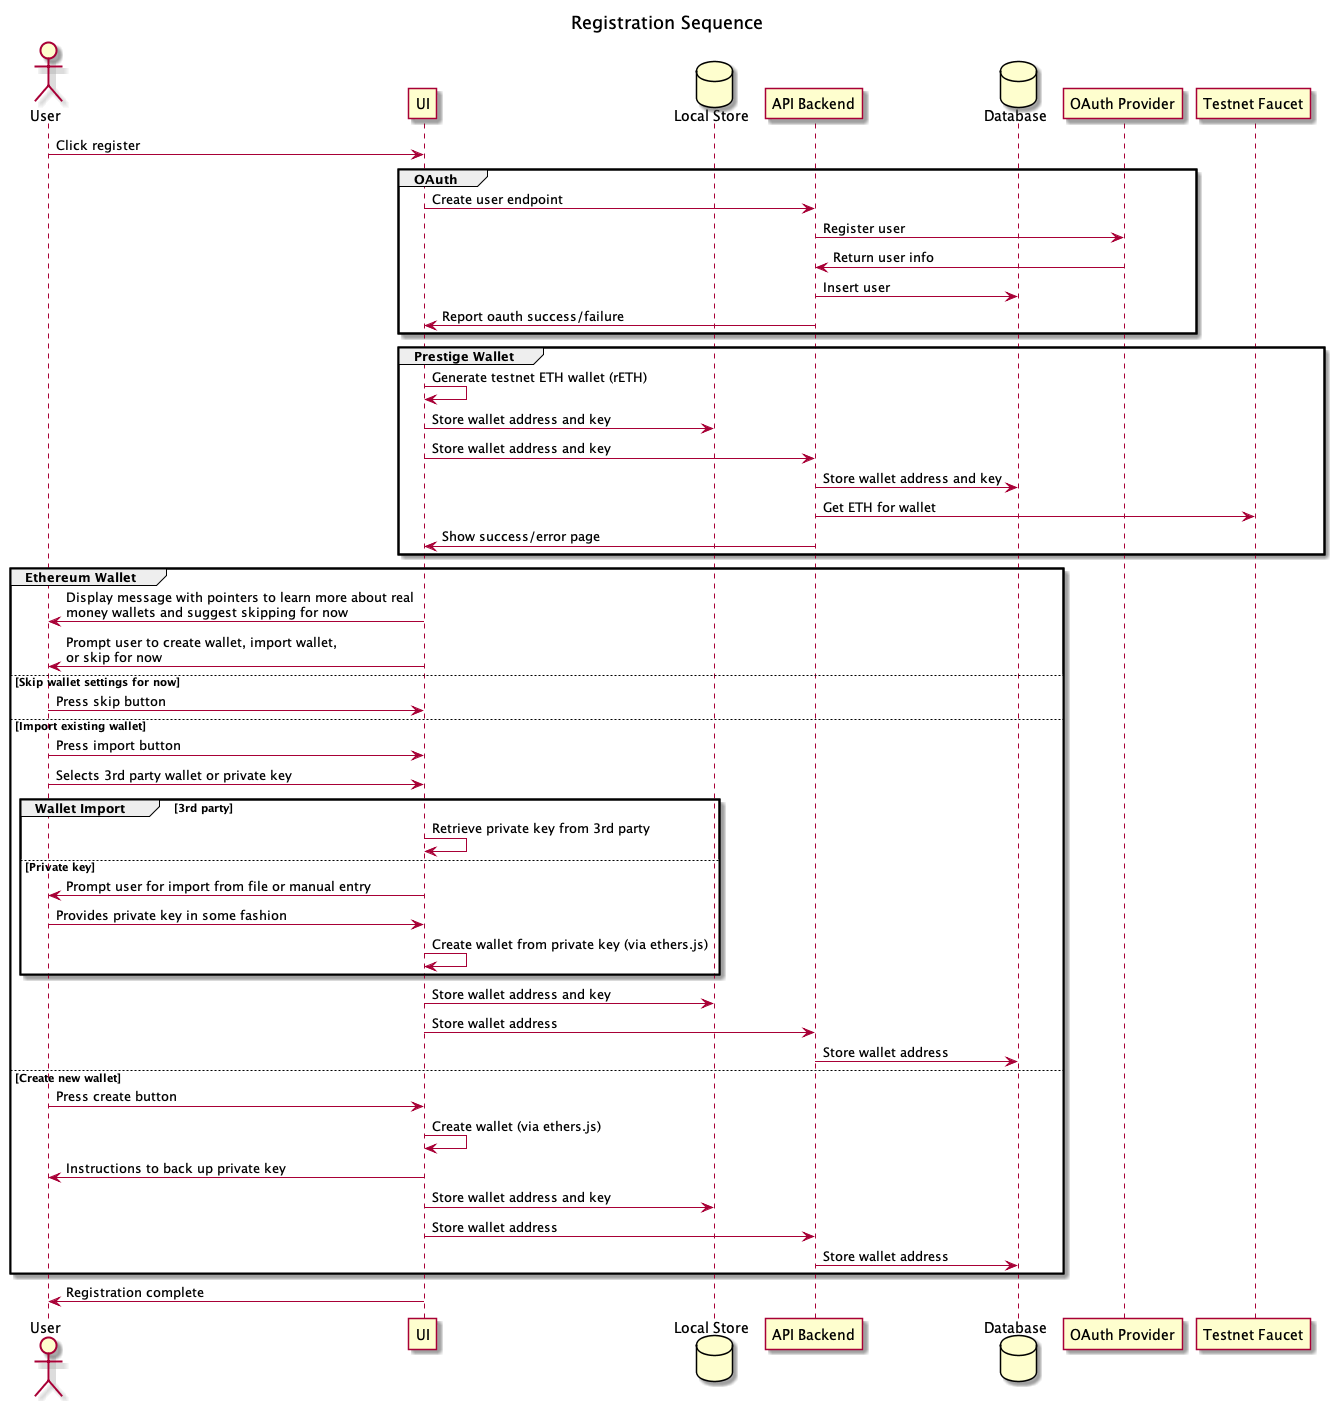 Registration Sequence
User
UI
Local Store
API Backend
Database
OAuth Provider
Testnet Faucet
Click register
OAuth
Create user endpoint
Register user
Return user info
Insert user
Report oauth success/failure
Prestige Wallet
Generate testnet ETH wallet (rETH)
Store wallet address and key
Store wallet address and key
Store wallet address and key
Get ETH for wallet
Show success/error page
Ethereum Wallet
Display message with pointers to learn more about real
money wallets and suggest skipping for now
Prompt user to create wallet, import wallet,
or skip for now
[Skip wallet settings for now]
Press skip button
[Import existing wallet]
Press import button
Selects 3rd party wallet or private key
Wallet Import [3rd party]
Retrieve private key from 3rd party
[Private key]
Prompt user for import from file or manual entry
Provides private key in some fashion
Create wallet from private key (via ethers.js)
Store wallet address and key
Store wallet address
Store wallet address
[Create new wallet]
Press create button
Create wallet (via ethers.js)
Instructions to back up private key
Store wallet address and key
Store wallet address
Store wallet address
Registration complete
User
UI
Local Store
API Backend
Database
OAuth Provider
Testnet Faucet